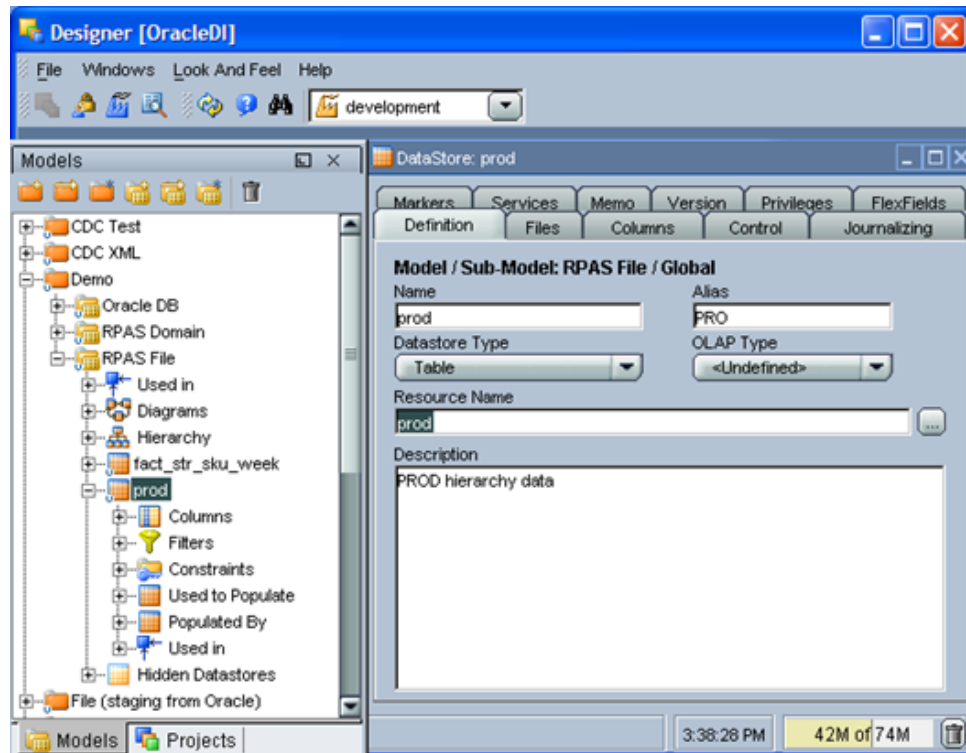 Designer [OracleDI]
File Windows Look And Feel Help
development
Models
CDC Test
CDC XML
Demo
Oracle DB
RPAS Domain
RPAS File
Used in
Diagrams
Hierarchy
fact_str_sku_week
prod
Columns
Filters
Constraints
Used to Populate
Populated By
Used in
Hidden Datastores
File (staging from Oracle)
Models Projects
DataStore: prod
Markers Services Memo Version Privileges FlexFields
Definition Files Columns Control Journalizing
Model / Sub-Model: RPAS File / Global
Name Alias
prod PRO
Datastore Type OLAP Type
Table <Undefined>
Resource Name
prod
...
Description
PROD hierarchy data
3:38:28 PM 42M of 74M